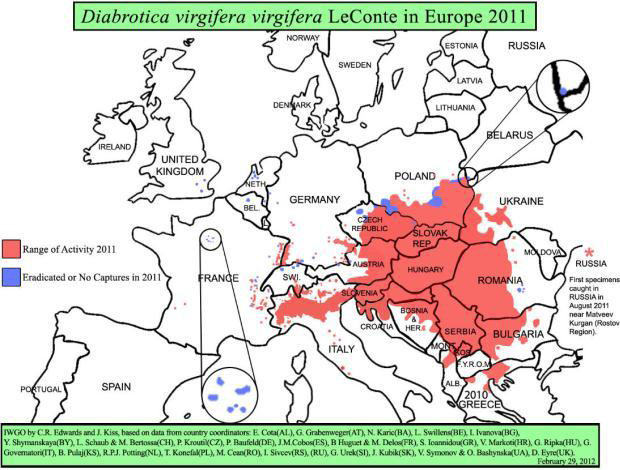 Diabrotica virgifera virgifera LeConte in Europe 2011
NORWAY
SWEDEN
ESTONIA
RUSSIA
LATVIA
LITHUANIA
DENMARK
BELARUS
IRELAND
UNITED
KINGDOM
NETH.
BEL.
GERMANY
POLAND
UKRAINE
CZECH
REPUBLIC
SLOVAK
REP.
Range of Activity 2011
Eradicated or No Captures in 2011
FRANCE
SWI.
AUSTRIA
HUNGARY
MOLDOVA
RUSSIA
First specimens
caught in
RUSSIA in
August 2011
near Matveev
Kurgan (Rostov
Region).
SLOVENIA
ROMANIA
CROATIA
BOSNIA
&
HER.
SERBIA
ITALY
MONT.
KOS.
BULGARIA
F.Y.R.O.M
ALB.
2010
GREECE
PORTUGAL
SPAIN
IWGO by C.R. Edwards and J. Kiss, based on data from country coordinators: E. Cota(AL), G. Grabenweger(AT), N. Karic(BA), L. Swillens(BE), I. Ivanova(BG),
Y. Shymanskaya(BY), L. Schaub & M. Bertossa(CH), P. Kroutil(CZ), P. Baufeld(DE), J.M.Cobos(ES), B Huguet & M. Delos(FR), S. Ioannidou(GR), V. Markoti(HR), G. Ripka(HU), G.
Governatori(IT), B. Pulaj(KS), R.P.J. Potting(NL), T. Konefal(PL), M. Cean(RO), I. Sivcev(RS), (RU), G. Urek(SI), J. Kubik(SK), V. Symonov & O. Bashynska(UA), D. Eyre(UK).
February 29, 2012